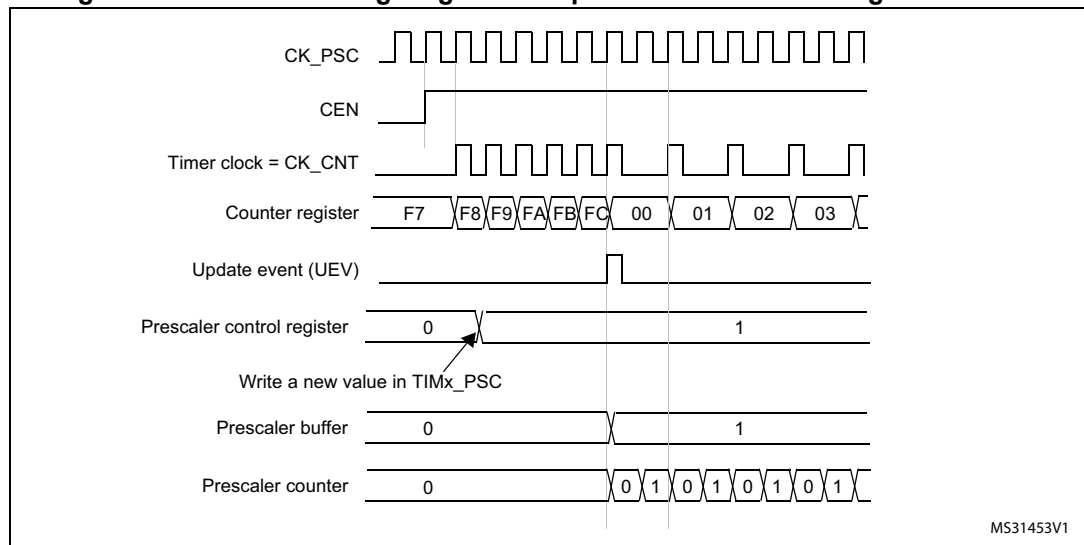 CK_PSC
CEN
Timer clock = CK_CNT
Counter register F7 F8 F9 FA FB FC 00 01 02 03
Update event (UEV)
Prescaler control register 0 1
Write a new value in TIMx_PSC
Prescaler buffer 0 1
Prescaler counter 0 0 1 0 1 0 1 0 1
MS31453V1